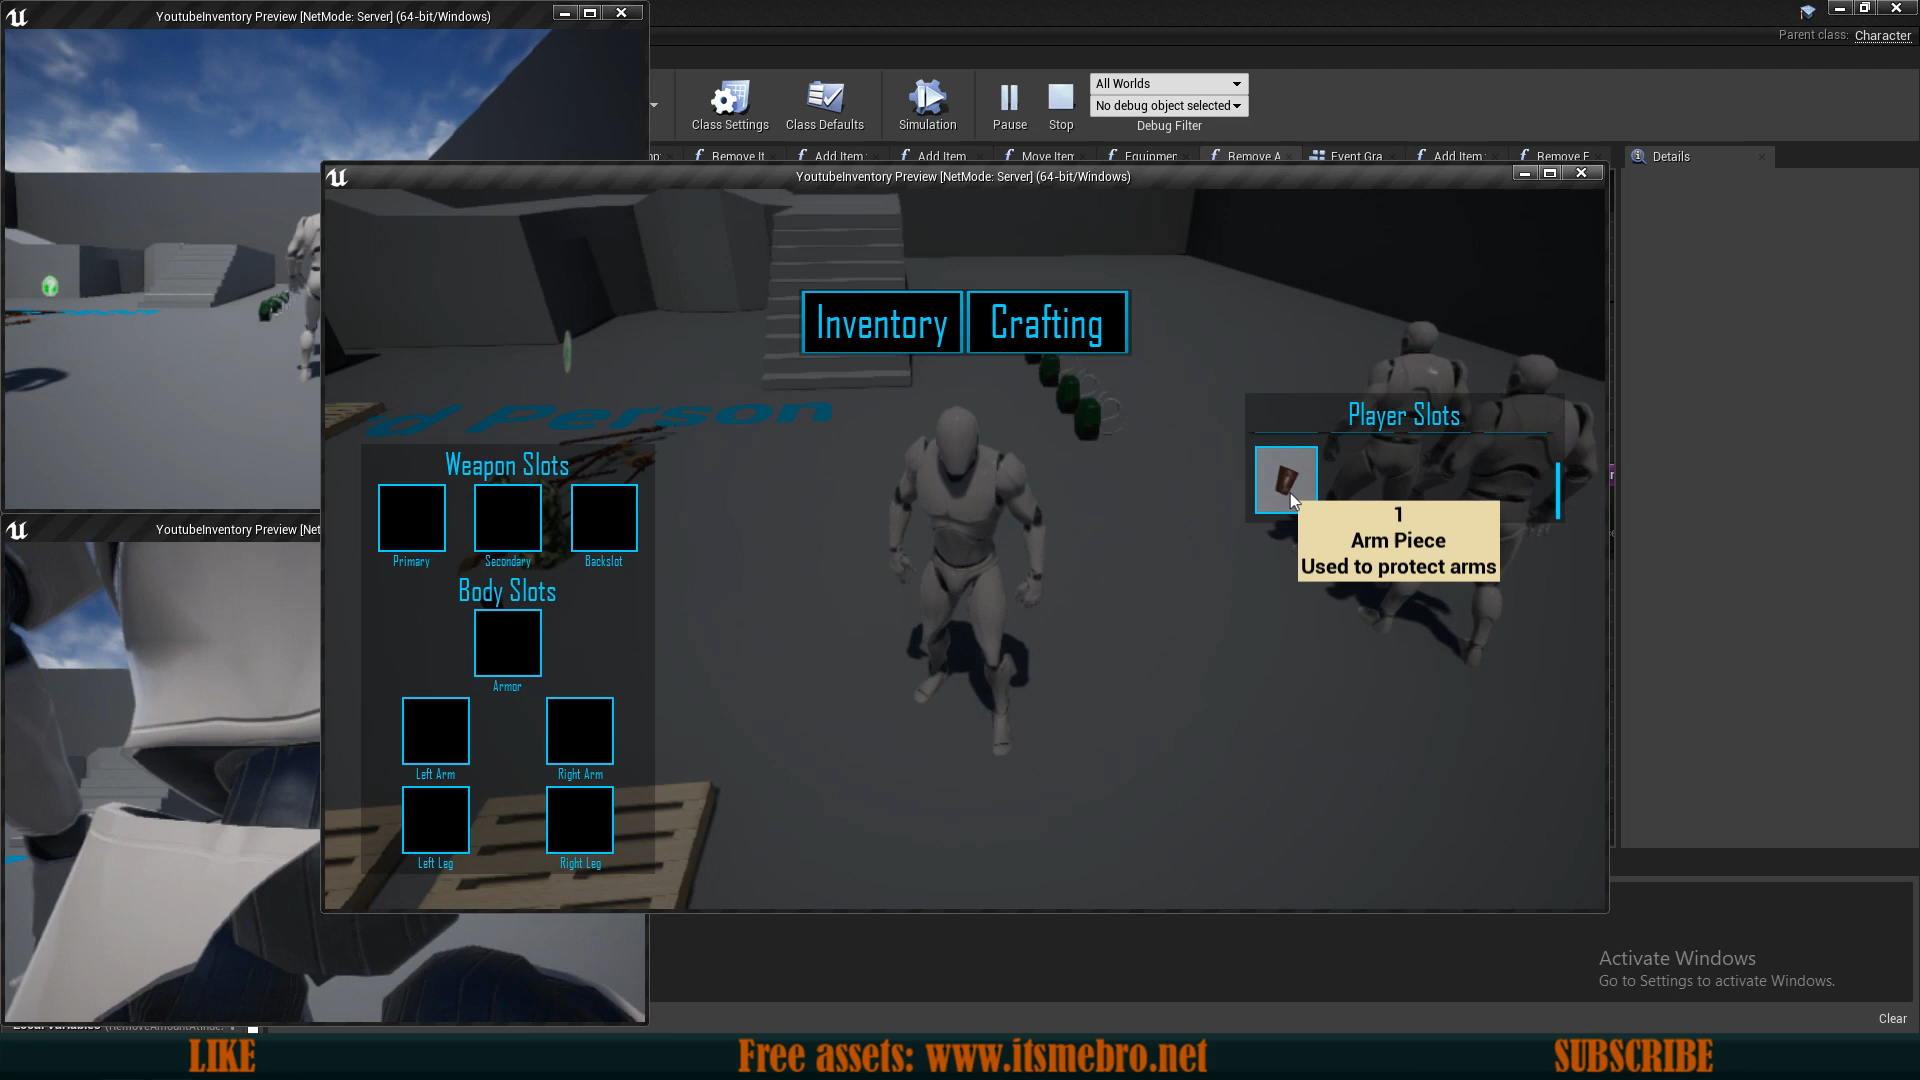 YoutubeInventory Preview [NetMode: Server] (64-bit/Windows)
Parent class: Character
Class Settings
Class Defaults
Simulation
Pause
Stop
All Worlds
No debug object selected
Debug Filter
Remove It
Add Item
Add Item
Move Item
Equipmer
Remove A
Event Gra
Add Item
Remove F
Details
YoutubeInventory Preview [NetMode: Server] (64-bit/Windows)
Inventory
Crafting
d Person
Player Slots
1
Arm Piece
Used to protect arms
Weapon Slots
Primary
Secondary
Backslot
Body Slots
Armor
Left Arm
Right Arm
Left Leg
Right Leg
YoutubeInventory Preview [Net
Activate Windows
Go to Settings to activate Windows.
Clear
LIKE
Free assets: www.itsmebro.net
SUBSCRIBE